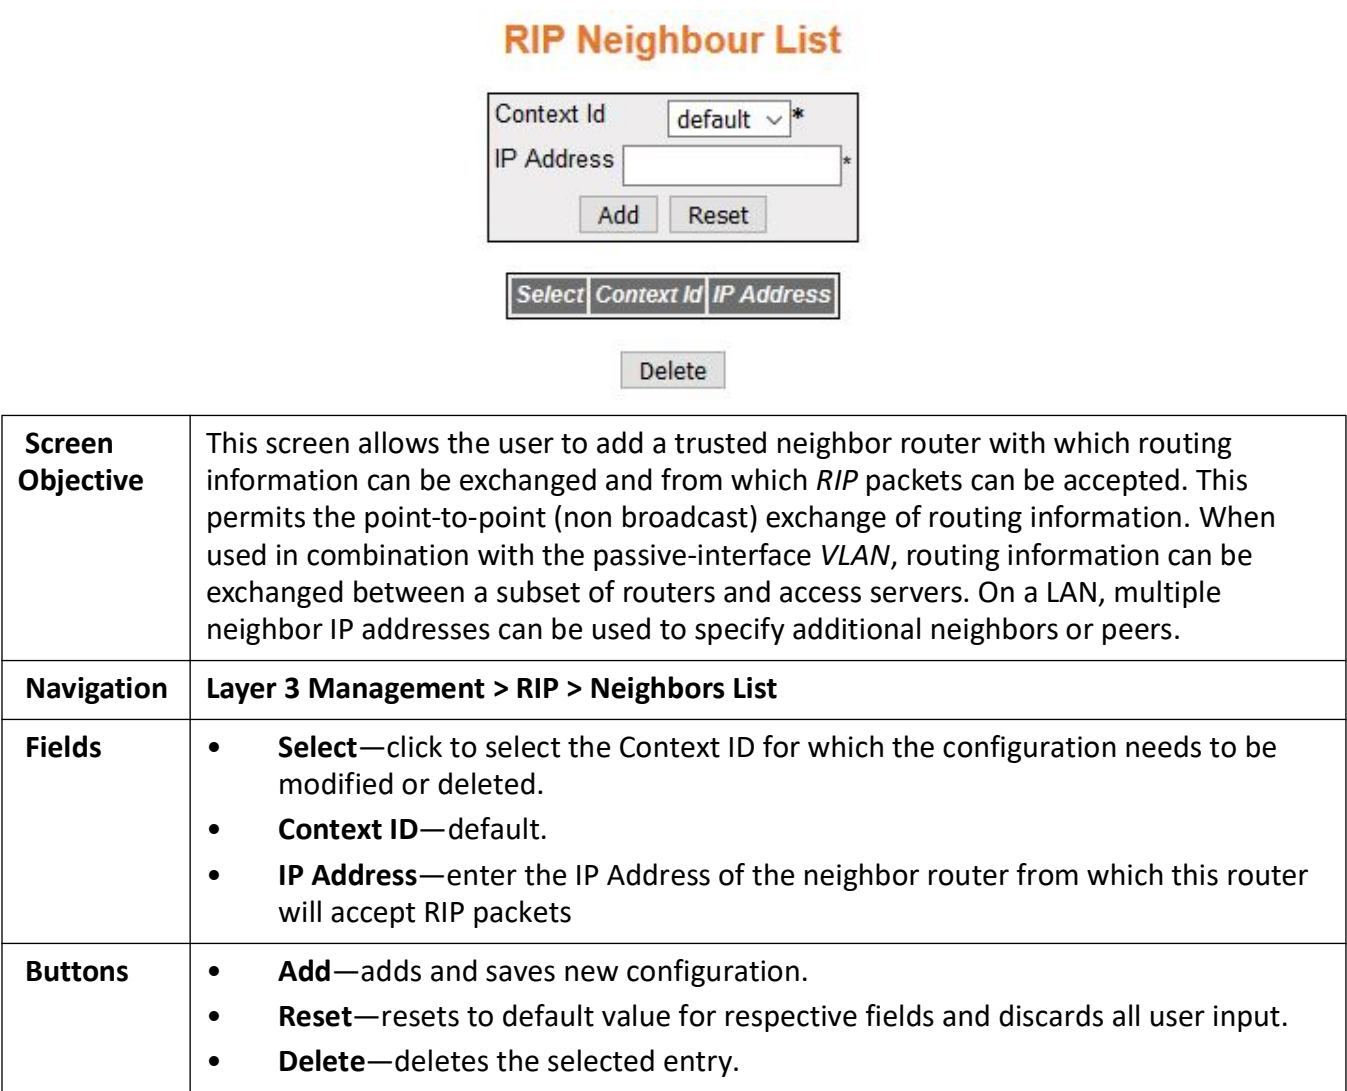 RIP Neighbour List
Context Id default *
IP Address *
Add Reset
Select Context Id IP Address
Delete
Screen Objective
This screen allows the user to add a trusted neighbor router with which routing
information can be exchanged and from which RIP packets can be accepted. This
permits the point-to-point (non broadcast) exchange of routing information. When
used in combination with the passive-interface VLAN, routing information can be
exchanged between a subset of routers and access servers. On a LAN, multiple
neighbor IP addresses can be used to specify additional neighbors or peers.
Navigation
Layer 3 Management > RIP > Neighbors List
Fields
• Select—click to select the Context ID for which the configuration needs to be
modified or deleted.
• Context ID—default.
• IP Address—enter the IP Address of the neighbor router from which this router
will accept RIP packets
Buttons
• Add—adds and saves new configuration.
• Reset—resets to default value for respective fields and discards all user input.
• Delete—deletes the selected entry.